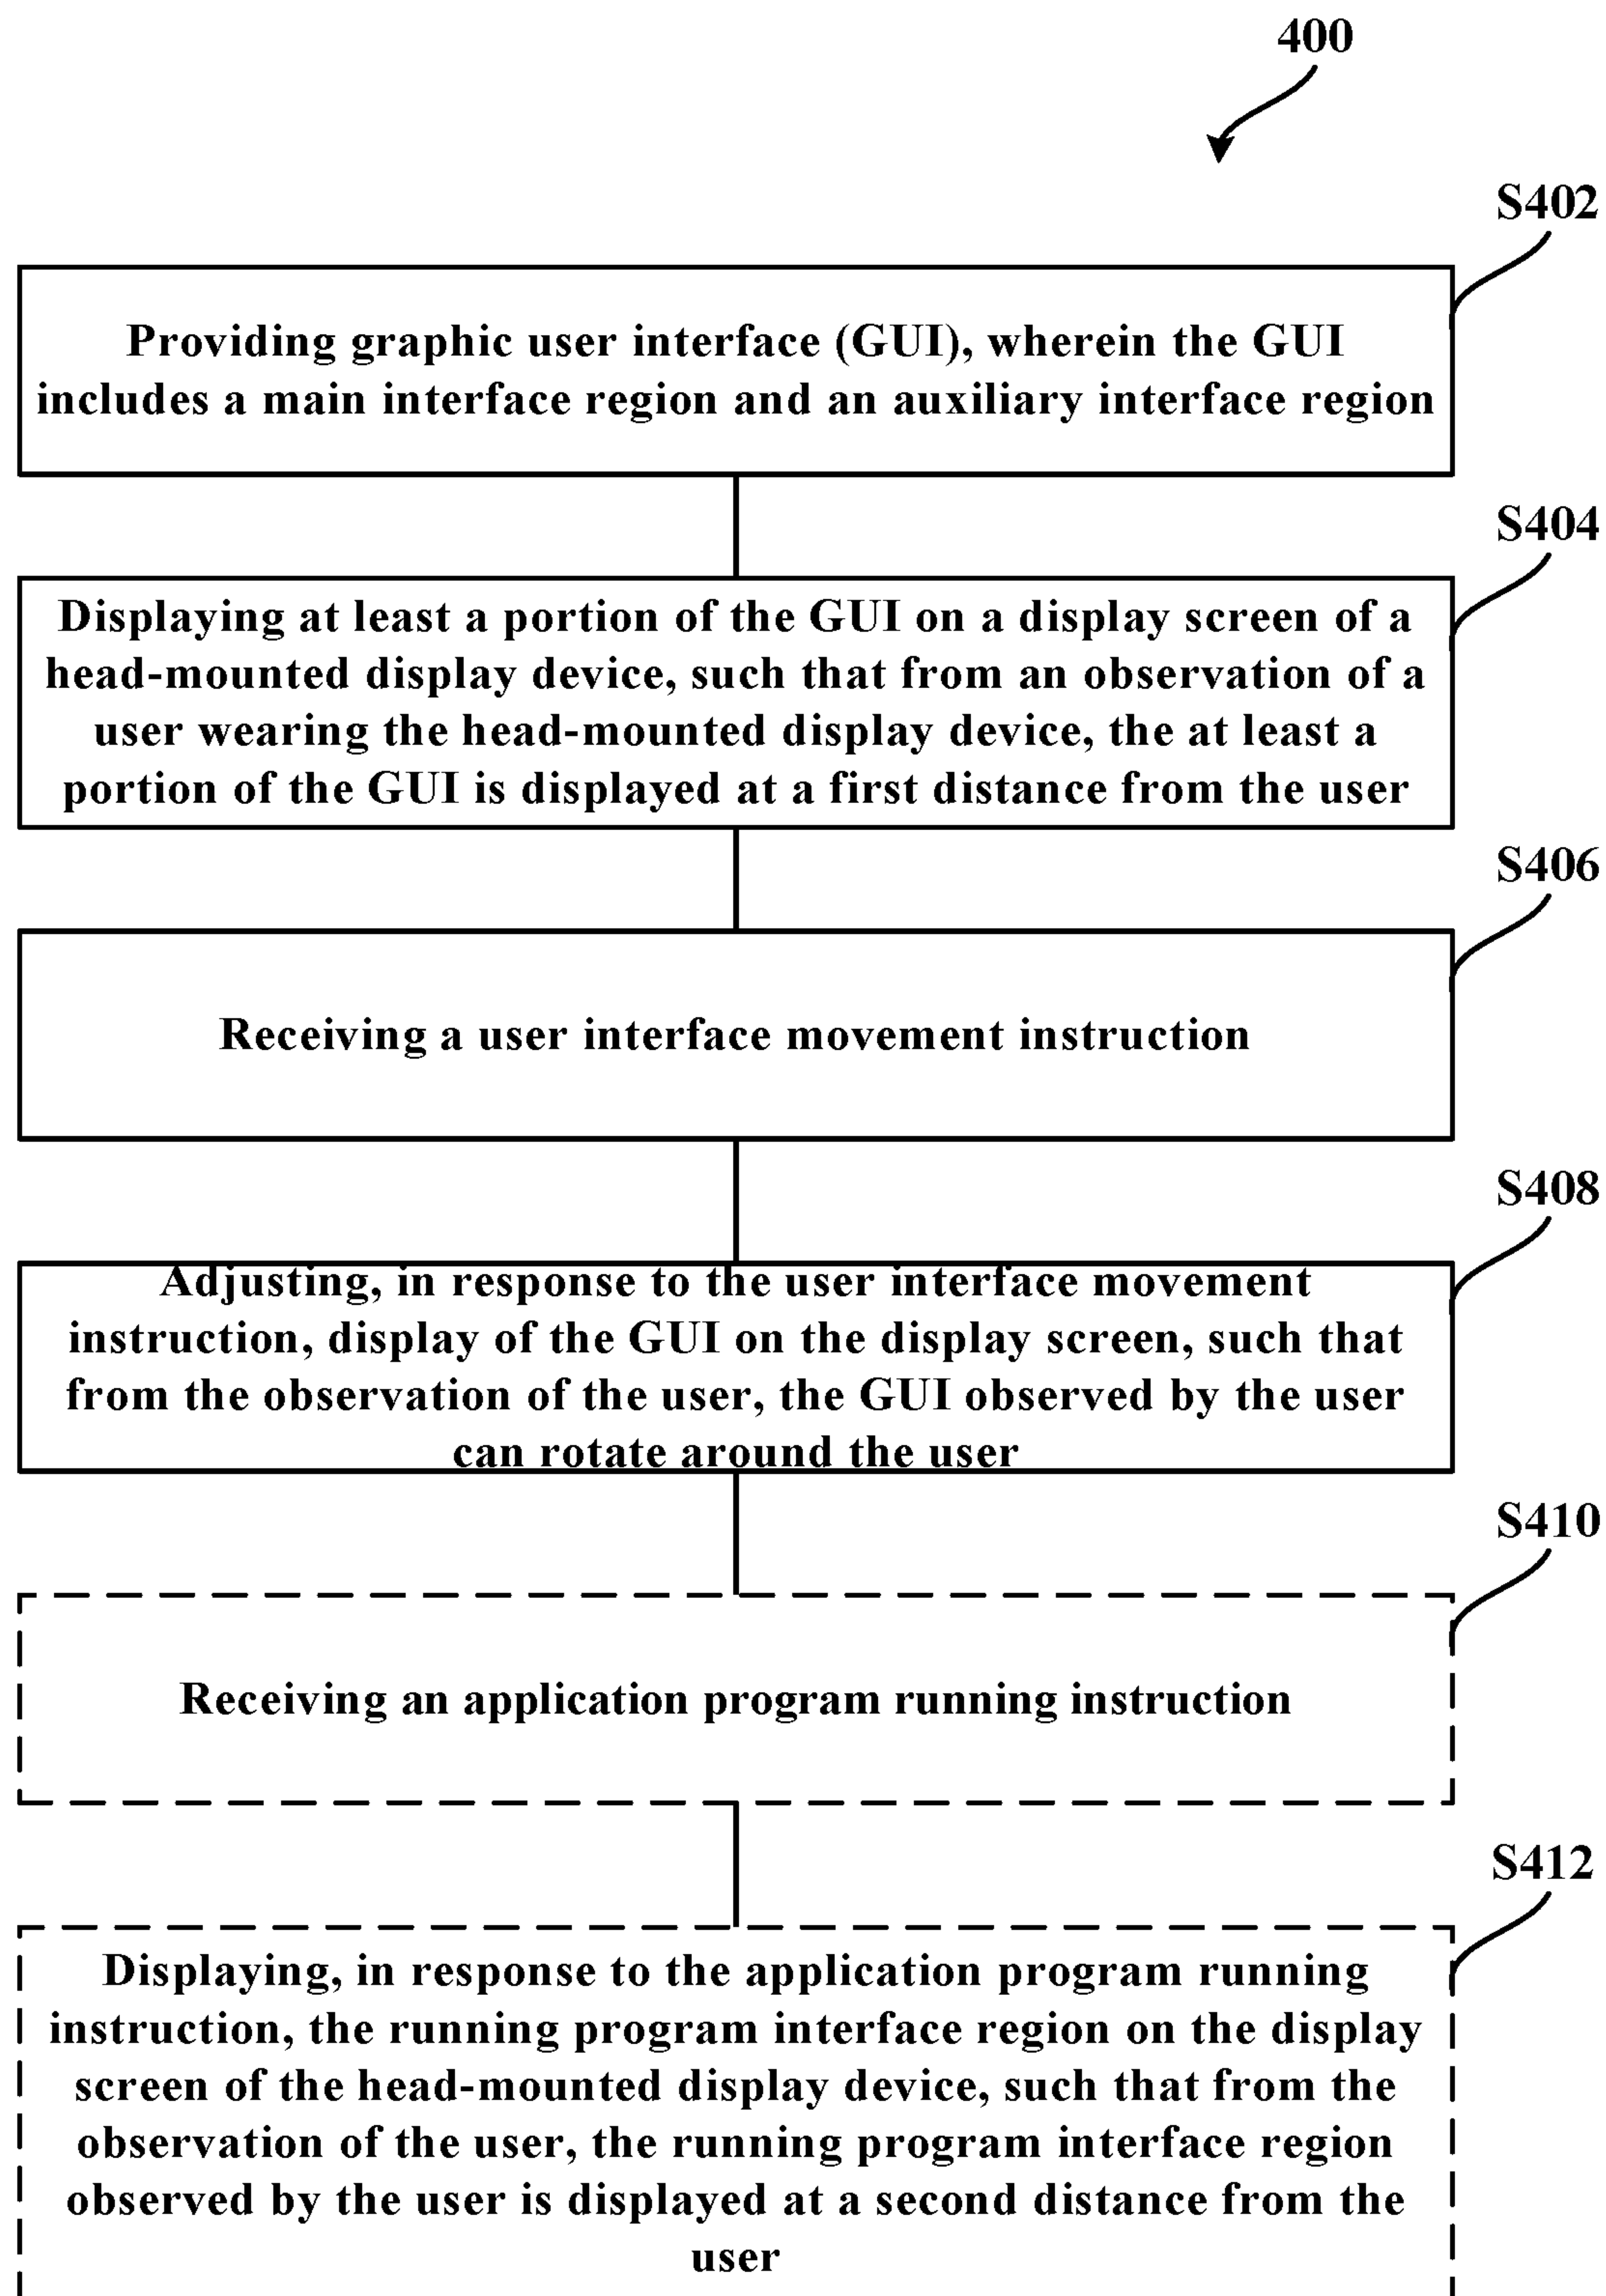 400
S402
Providing graphic user interface (GUI), wherein the GUI
includes a main interface region and an auxiliary interface region
S404
Displaying at least a portion of the GUI on a display screen of a
head-mounted display device, such that from an observation of a
user wearing the head-mounted display device, the at least a
portion of the GUI is displayed at a first distance from the user
S406
Receiving a user interface movement instruction
S408
Adjusting, in response to the user interface movement
instruction, display of the GUI on the display screen, such that
from the observation of the user, the GUI observed by the user
can rotate around the user
S410
Receiving an application program running instruction
S412
Displaying, in response to the application program running
instruction, the running program interface region on the display
screen of the head-mounted display device, such that from the
observation of the user, the running program interface region
observed by the user is displayed at a second distance from the
user